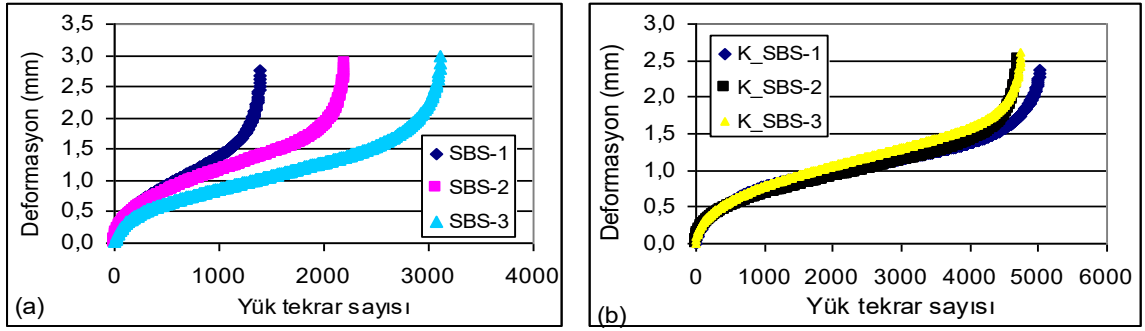 3,5
3,0
2,5
2,0
1,5
1,0
0,5
0,0
Deformasyon (mm)
0 1000 2000 3000 4000
Yük tekrar sayısı
SBS-1
SBS-2
SBS-3
(a)
3,0
2,5
2,0
1,5
1,0
0,5
0,0
Deformasyon (mm)
0 1000 2000 3000 4000 5000 6000
Yük tekrar sayısı
K_SBS-1
K_SBS-2
K_SBS-3
(b)